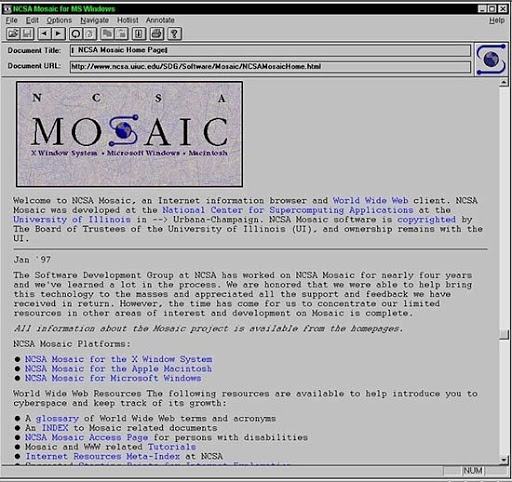 NCSA Mosaic for MS Windows
File Edit Options Navigate Hotlist Annotate Help
Document Title: NCSA Mosaic Home Page
Document URL: http://www.ncsa.uiuc.edu/SDG/Software/Mosaic/NCSAMosaicHome.html
N C S A
MOSAIC
X Window System • Microsoft Windows • Macintosh
Welcome to NCSA Mosaic, an Internet information browser and World Wide Web client. NCSA
Mosaic was developed at the National Center for Supercomputing Applications at the
University of Illinois in --> Urbana-Champaign. NCSA Mosaic software is copyrighted by
The Board of Trustees of the University of Illinois (UI), and ownership remains with the
UI.
Jan '97
The Software Development Group at NCSA has worked on NCSA Mosaic for nearly four years
and we've learned a lot in the process. We are honored that we were able to help bring
this technology to the masses and appreciated all the support and feedback we have
received in return. However, the time has come for us to concentrate our limited
resources in other areas of interest and development on Mosaic is complete.
All information about the Mosaic project is available from the homepages.
NCSA Mosaic Platforms:
● NCSA Mosaic for the X Window System
● NCSA Mosaic for the Apple Macintosh
● NCSA Mosaic for Microsoft Windows
World Wide Web Resources The following resources are available to help introduce you to
cyberspace and keep track of its growth:
● A glossary of World Wide Web terms and acronyms
● An INDEX to Mosaic related documents
● NCSA Mosaic Access Page for persons with disabilities
● Mosaic and WWW related Tutorials
● Internet Resources Meta-Index at NCSA
NUM